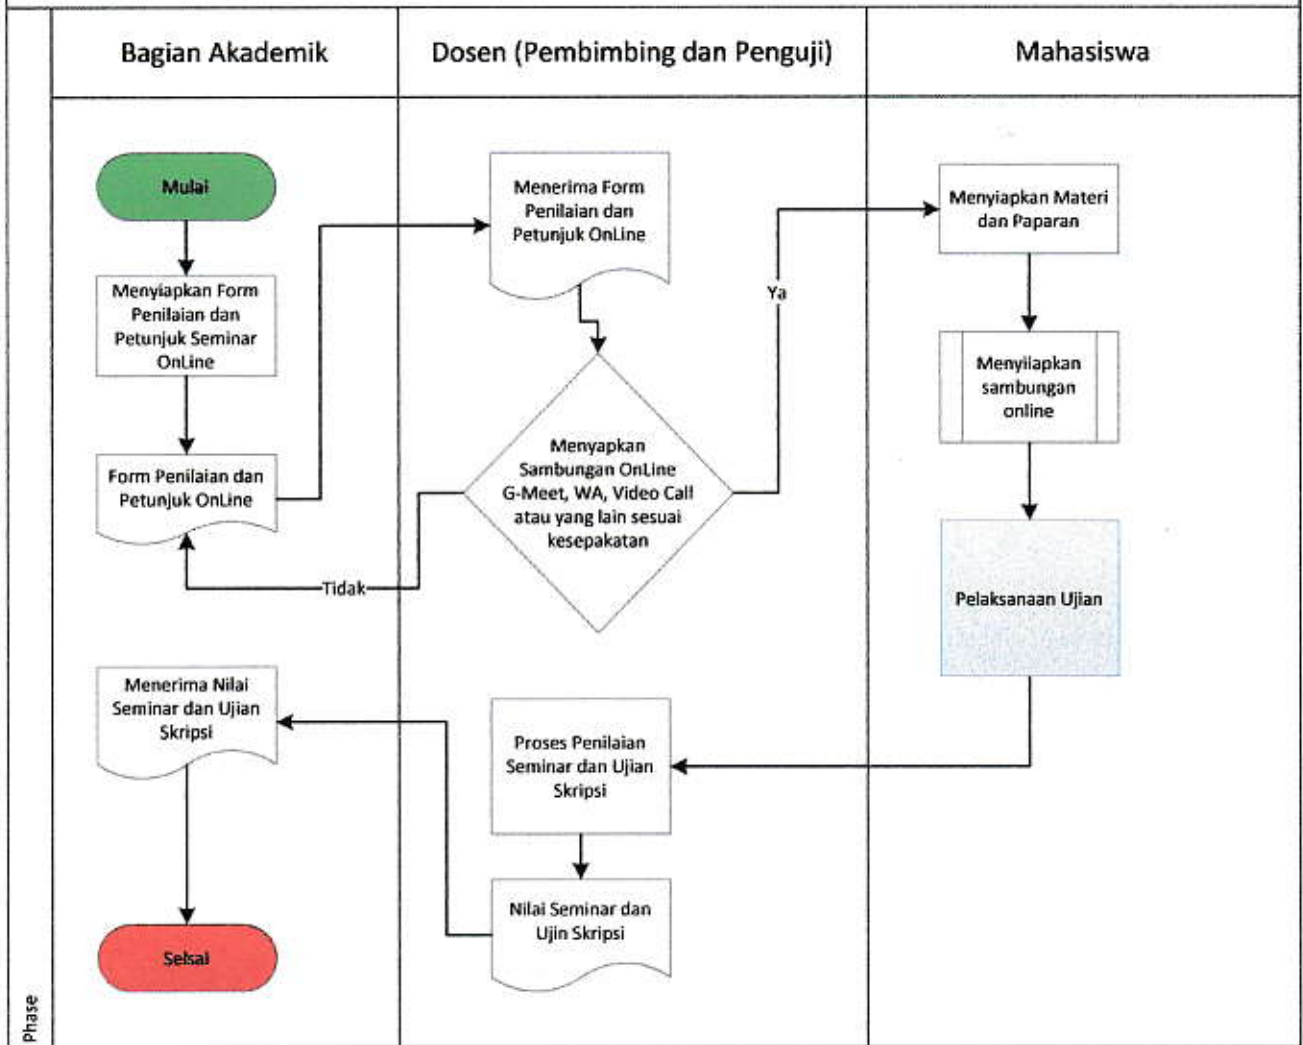 Bagian Akademik
Dosen (Pembimbing dan Penguji)
Mahasiswa
Mulai
Menyiapkan Form
Penilaian dan
Petunjuk Seminar
OnLine
Form Penilaian dan
Petunjuk OnLine
Menerima Form
Penilaian dan
Petunjuk OnLine
Menyapkan
Sambungan OnLine
G-Meet, WA, Video Call
atau yang lain sesuai
kesepakatan
Ya
Tidak
Menyiapkan Materi
dan Paparan
Menyiiapkan
sambungan
online
Pelaksanaan Ujian
Proses Penilaian
Seminar dan Ujian
Skripsi
Nilai Seminar dan
Ujin Skripsi
Menerima Nilai
Seminar dan Ujian
Skripsi
Selsai
Phase